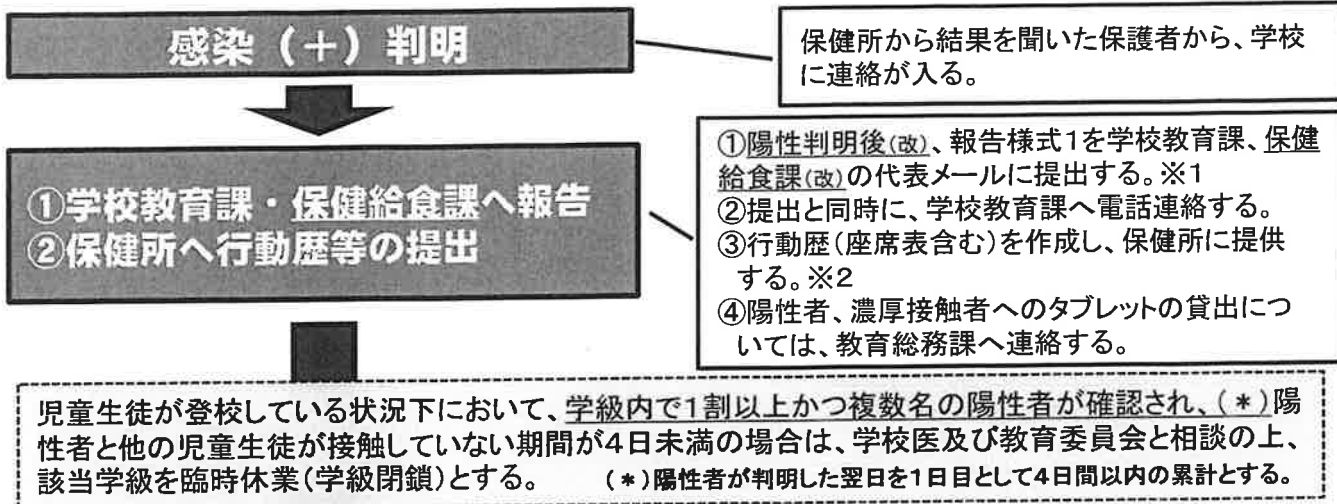 感染(+)判明
保健所から結果を聞いた保護者から、学校
に連絡が入る。
①学校教育課・保健給食課へ報告
②保健所へ行動歴等の提出
①陽性判明後(改)、報告様式1を学校教育課、保健
給食課(改)の代表メールに提出する。※1
②提出と同時に、学校教育課へ電話連絡する。
③行動歴(座席表含む)を作成し、保健所に提供
する。※2
④陽性者、濃厚接触者へのタブレットの貸出につ
いては、教育総務課へ連絡する。
児童生徒が登校している状況下において、学級内で1割以上かつ複数名の陽性者が確認され、(*)陽
性者と他の児童生徒が接触していない期間が4日未満の場合は、学校医及び教育委員会と相談の上、
該当学級を臨時休業(学級閉鎖)とする。 (*)陽性者が判明した翌日を1日目として4日間以内の累計とする。